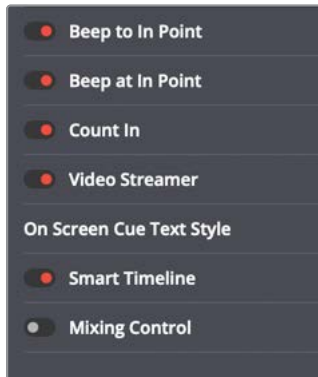 Beep to In Point
Beep at In Point
Count In
Video Streamer
On Screen Cue Text Style
Smart Timeline
Mixing Control